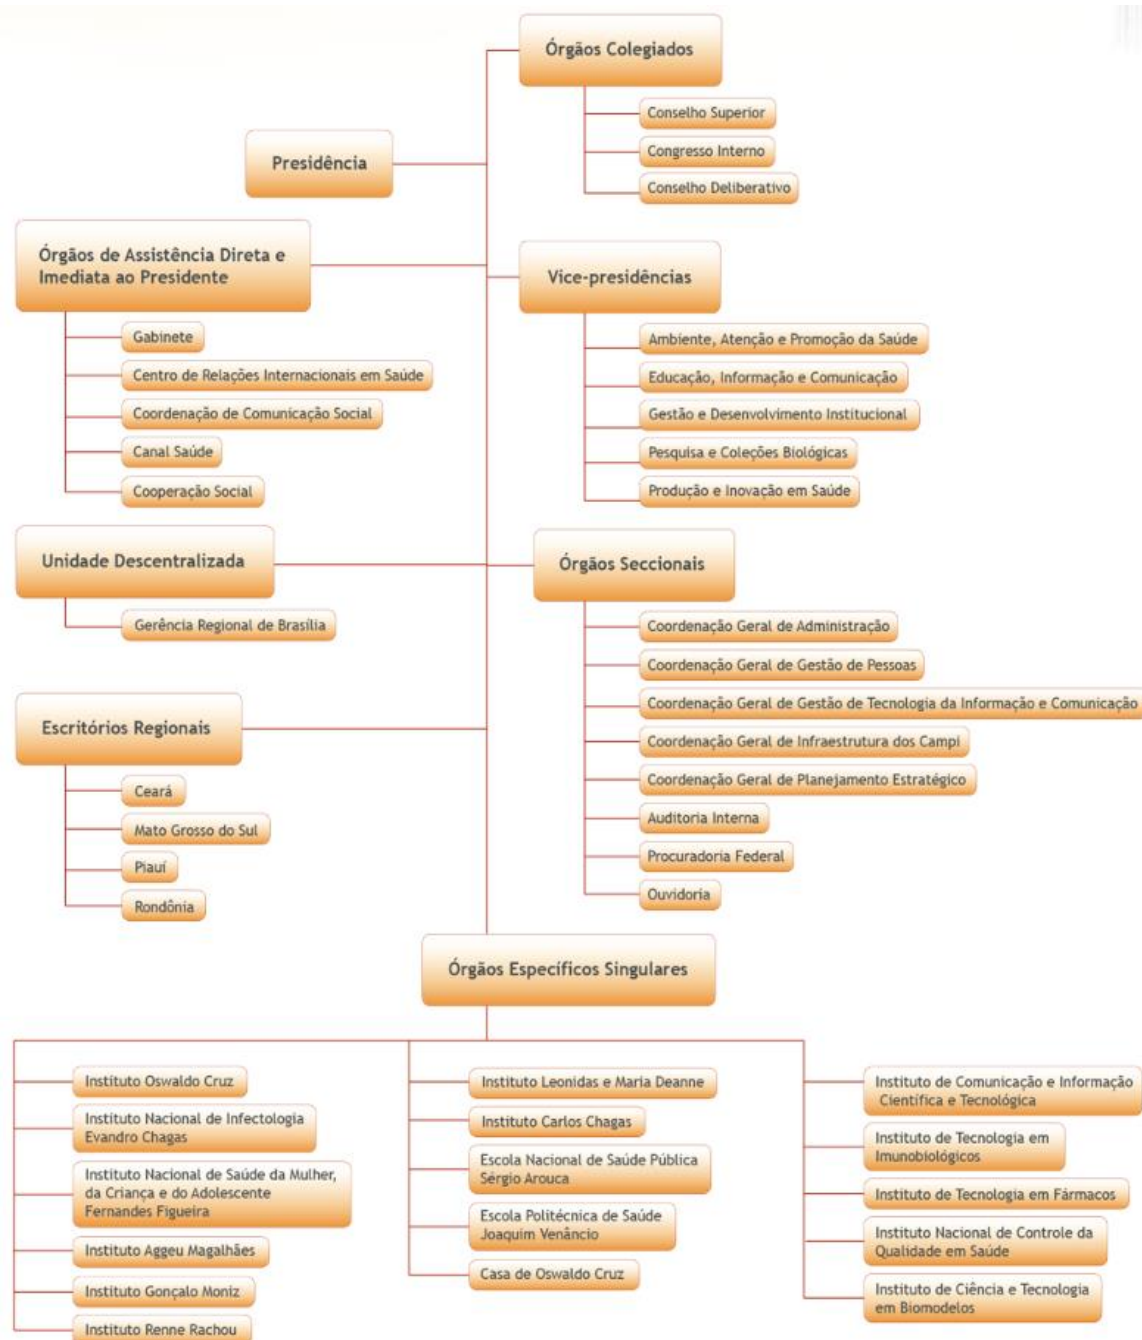 Órgãos Colegiados
Conselho Superior
Congresso Interno
Conselho Deliberativo
Presidência
Órgãos de Assistência Direta e
Imediata ao Presidente
Gabinete
Centro de Relações Internacionais em Saúde
Coordenação de Comunicação Social
Canal Saúde
Cooperação Social
Vice-presidências
Ambiente, Atenção e Promoção da Saúde
Educação, Informação e Comunicação
Gestão e Desenvolvimento Institucional
Pesquisa e Coleções Biológicas
Produção e Inovação em Saúde
Unidade Descentralizada
Gerência Regional de Brasília
Órgãos Seccionais
Coordenação Geral de Administração
Coordenação Geral de Gestão de Pessoas
Coordenação Geral de Gestão de Tecnologia da Informação e Comunicação
Coordenação Geral de Infraestrutura dos Campi
Coordenação Geral de Planejamento Estratégico
Auditoria Interna
Procuradoria Federal
Ouvidoria
Escritórios Regionais
Ceará
Mato Grosso do Sul
Piauí
Rondônia
Órgãos Específicos Singulares
Instituto Oswaldo Cruz
Instituto Nacional de Infectologia
Evandro Chagas
Instituto Nacional de Saúde da Mulher,
da Criança e do Adolescente
Fernandes Figueira
Instituto Aggeu Magalhães
Instituto Gonçalo Moniz
Instituto Renne Rachou
Instituto Leonidas e Maria Deanne
Instituto Carlos Chagas
Escola Nacional de Saúde Pública
Sérgio Arouca
Escola Politécnica de Saúde
Joaquim Venâncio
Casa de Oswaldo Cruz
Instituto de Comunicação e Informação
Científica e Tecnológica
Instituto de Tecnologia em
Imunobiológicos
Instituto de Tecnologia em Fármacos
Instituto Nacional de Controle da
Qualidade em Saúde
Instituto de Ciência e Tecnologia
em Biomodelos